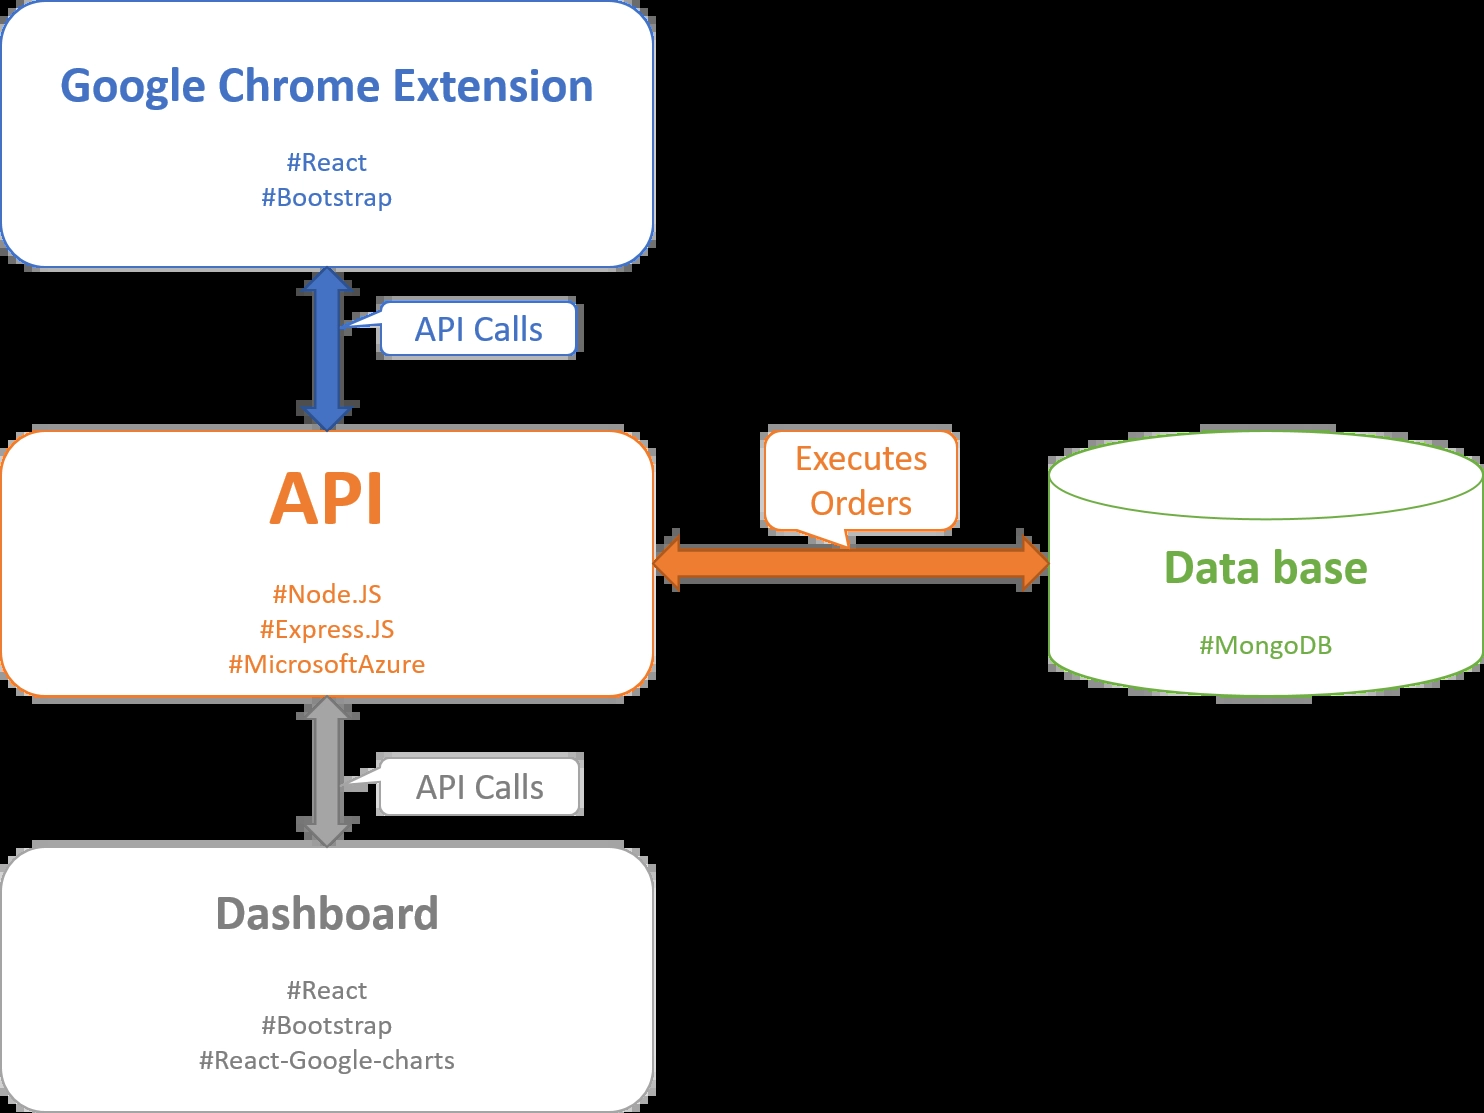 Google Chrome Extension
#React
#Bootstrap
API Calls
API
#Node.JS
#Express.JS
#MicrosoftAzure
Executes
Orders
Data base
#MongoDB
API Calls
Dashboard
#React
#Bootstrap
#React-Google-charts